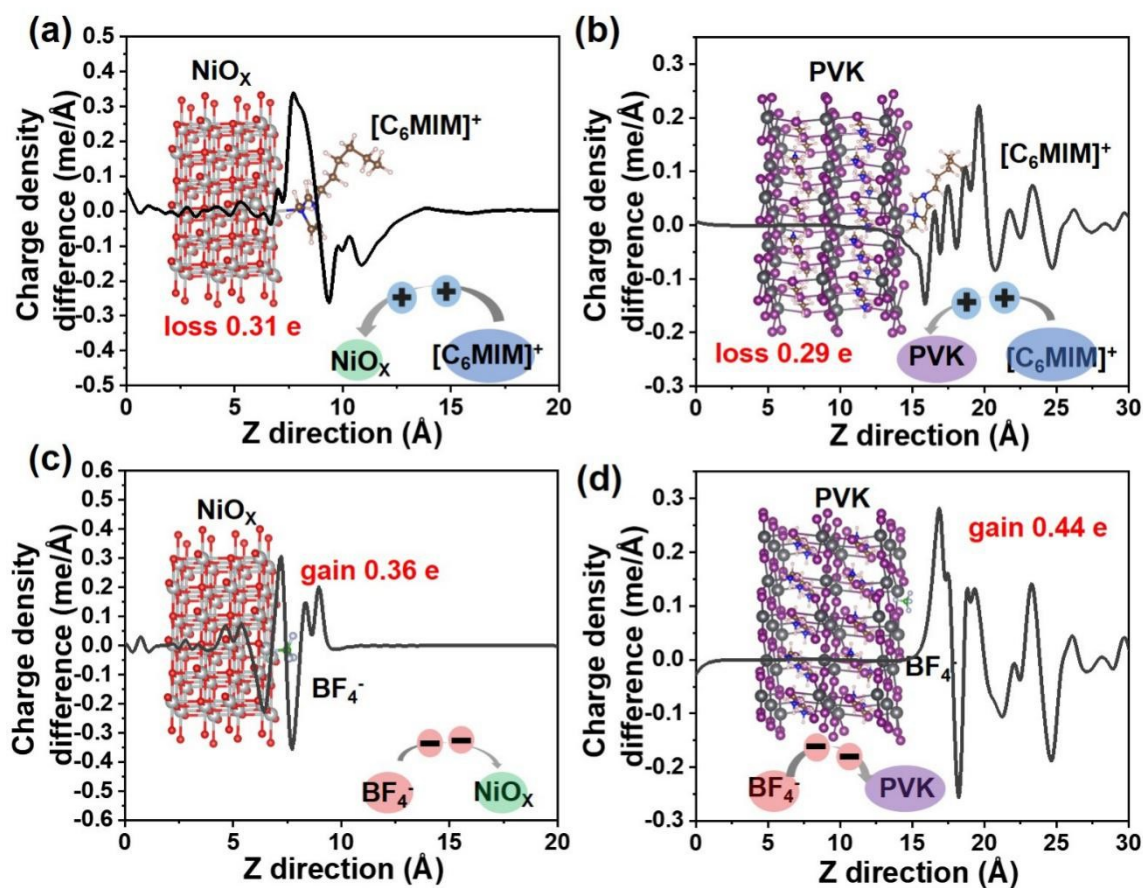 (a)
NiOX
[C6MIM]+
loss 0.31 e
NiOX
[C6MIM]+
Charge density
difference (me/Å)
0.5
0.4
0.3
0.2
0.1
0.0
-0.1
-0.2
-0.3
-0.4
-0.5
0
5
10
15
20
Z direction (Å)
(b)
PVK
[C6MIM]+
loss 0.29 e
PVK
[C6MIM]+
Charge density
difference (me/Å)
0.3
0.2
0.1
0.0
-0.1
-0.2
-0.3
0
5
10
15
20
25
30
Z direction (Å)
(c)
NiOX
gain 0.36 e
BF4-
BF4-
NiOX
Charge density
difference (me/Å)
0.6
0.5
0.4
0.3
0.2
0.1
0.0
-0.1
-0.2
-0.3
-0.4
-0.5
-0.6
0
5
10
15
20
Z direction (Å)
(d)
PVK
gain 0.44 e
BF4-
BF4-
PVK
Charge density
difference (me/Å)
0.3
0.2
0.1
0.0
-0.1
-0.2
-0.3
0
5
10
15
20
25
30
Z direction (Å)